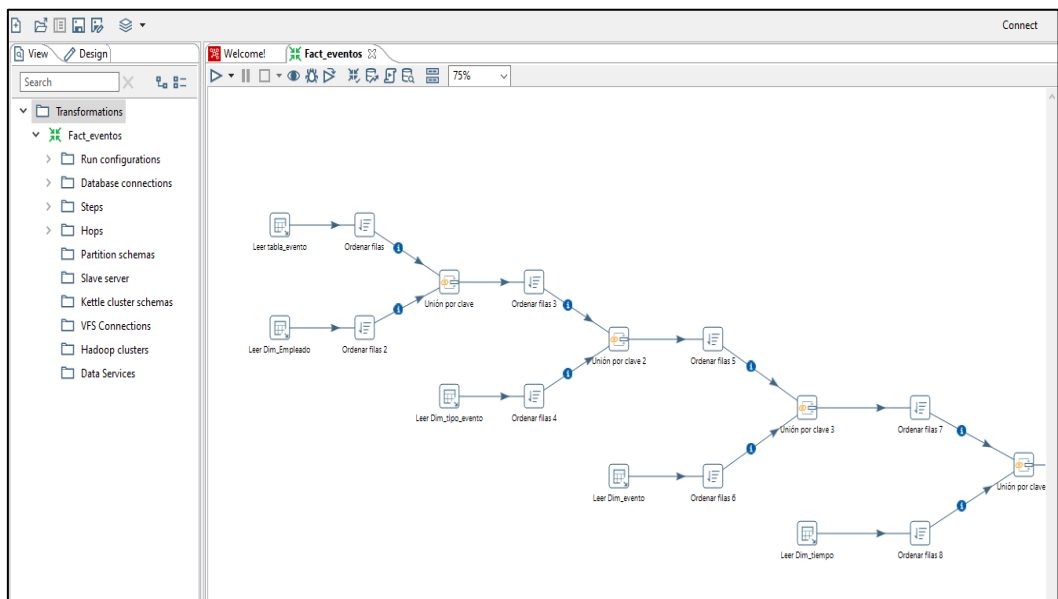 Connect
View
Design
Welcome!
Fact_eventos
Search
75%
Transformations
Fact_eventos
Run configurations
Database connections
Steps
Hops
Partition schemas
Slave server
Kettle cluster schemas
VFS Connections
Hadoop clusters
Data Services
Leer tabla_evento
Ordenar filas
Unión por clave
Ordenar filas 3
Leer Dim_Empleado
Ordenar filas 2
Unión por clave 2
Ordenar filas 5
Leer Dim_tipo_evento
Ordenar filas 4
Unión por clave 3
Ordenar filas 7
Leer Dim_evento
Ordenar filas 6
Unión por clave
Leer Dim_tiempo
Ordenar filas 8